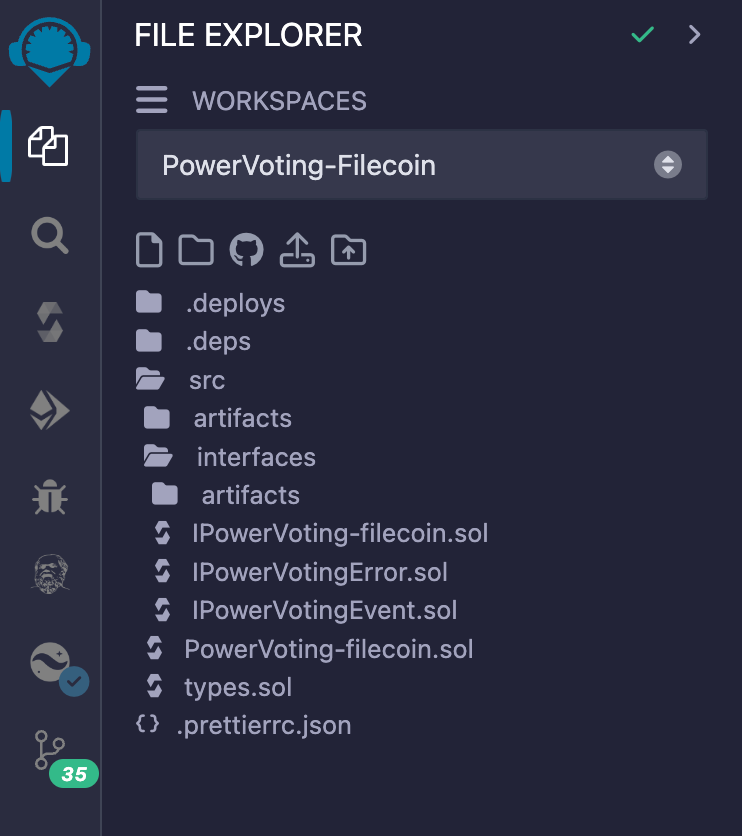 FILE EXPLORER
WORKSPACES
PowerVoting-Filecoin
.deploys
.deps
src
artifacts
interfaces
artifacts
IPowerVoting-filecoin.sol
IPowerVotingError.sol
IPowerVotingEvent.sol
PowerVoting-filecoin.sol
types.sol
.prettierrc.json
35